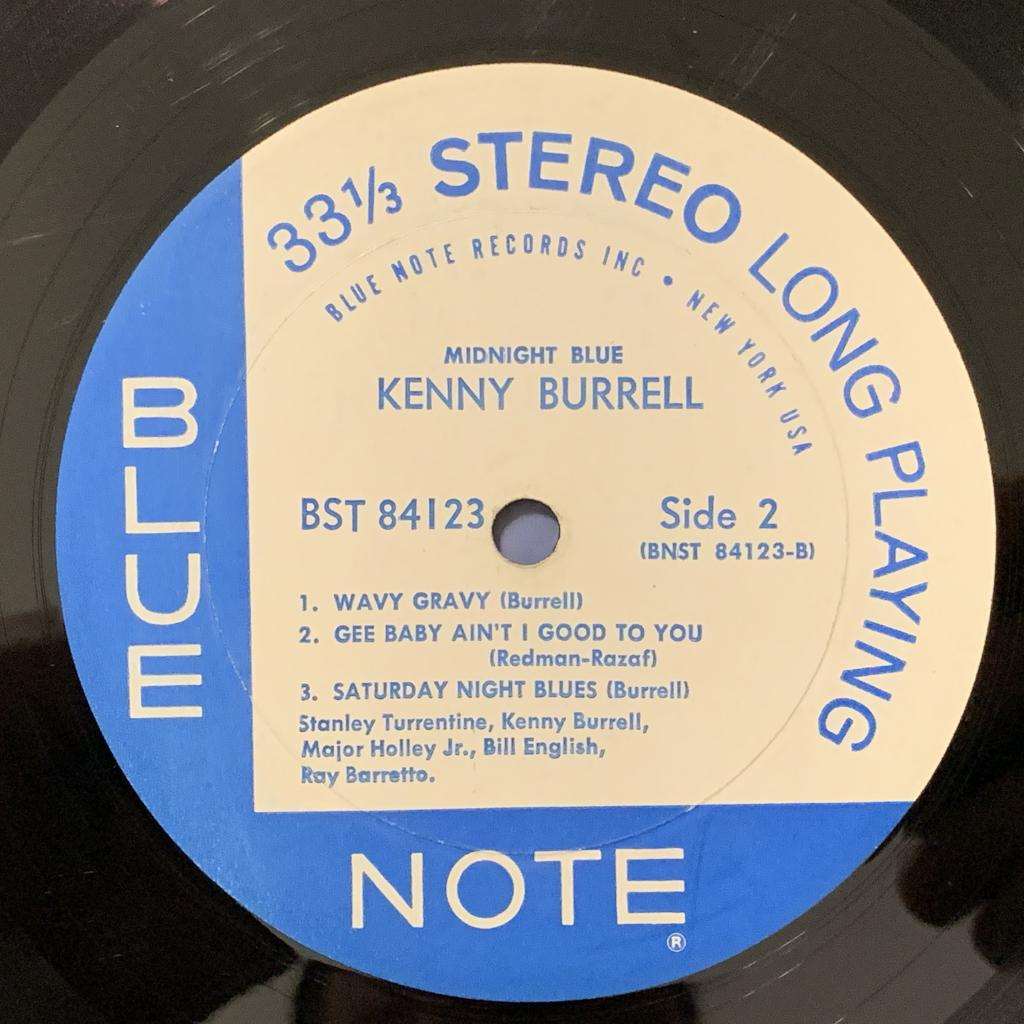 33⅓ STEREO LONG PLAYING
BLUE NOTE RECORDS INC • NEW YORK USA
MIDNIGHT BLUE
KENNY BURRELL
BST 84123
Side 2
(BNST 84123-B)
1. WAVY GRAVY (Burrell)
2. GEE BABY AIN'T I GOOD TO YOU
(Redman-Razaf)
3. SATURDAY NIGHT BLUES (Burrell)
Stanley Turrentine, Kenny Burrell,
Major Holley Jr., Bill English,
Ray Barretto.
BLUE
NOTE
®